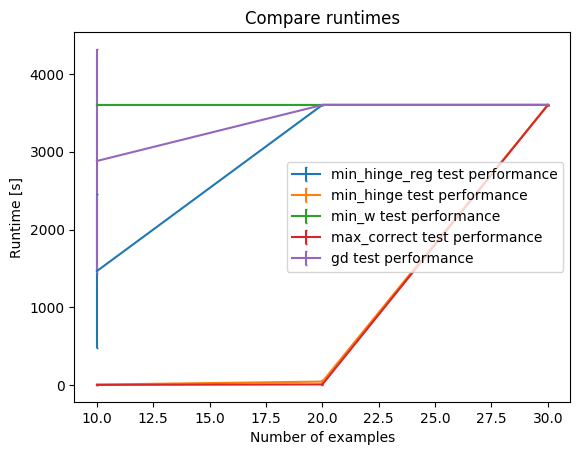 Compare runtimes
4000
3000
2000
1000
0
Runtime [s]
min_hinge_reg test performance
min_hinge test performance
min_w test performance
max_correct test performance
gd test performance
10.0 12.5 15.0 17.5 20.0 22.5 25.0 27.5 30.0
Number of examples